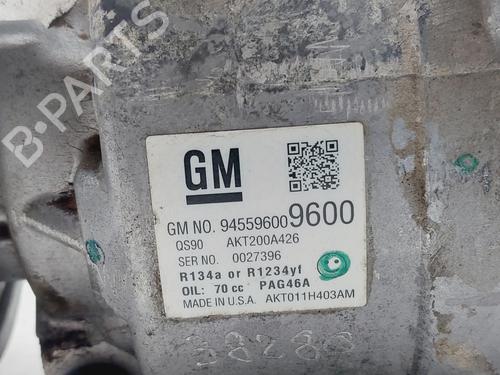 B-PARTS
GM
GM NO. 94559600 9600
QS90 AKT200A426
SER NO. 0027396
R134a or R1234yf
OIL: 70 cc PAG46A
MADE IN U.S.A. AKT011H403AM